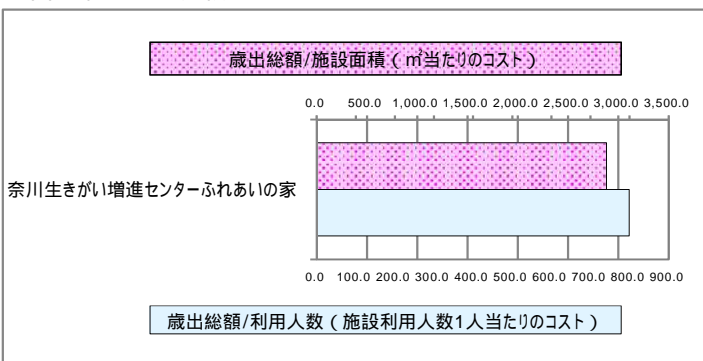 歳出総額/施設面積（㎡当たりのコスト）
0.0 500.0 1,000.0 1,500.0 2,000.0 2,500.0 3,000.0 3,500.0
奈川生きがい増進センターふれあいの家
0.0 100.0 200.0 300.0 400.0 500.0 600.0 700.0 800.0 900.0
歳出総額/利用人数（施設利用人数1人当たりのコスト）